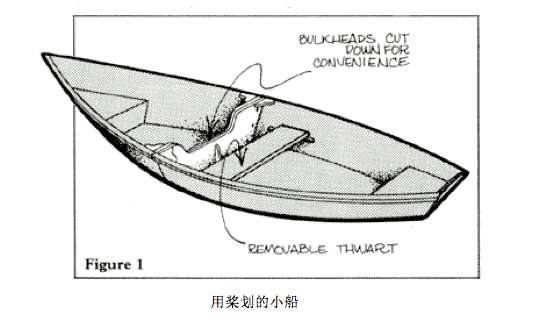 BULKHEADS CUT
DOWN FOR
CONVENIENCE
REMOVABLE THWART
Figure 1
用桨划的小船